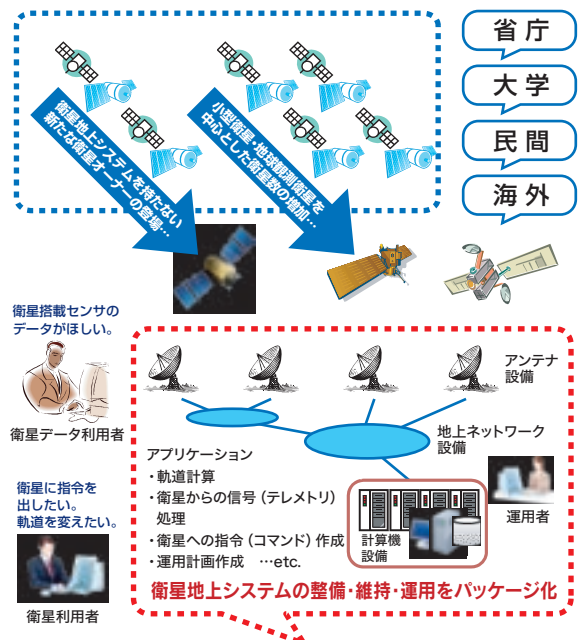 省庁
大学
民間
海外
衛星地上システムを持たない
新たな衛星オーナーの登場…
小型衛星・地球観測衛星を
中心とした衛星数の増加…
衛星搭載センサの
データがほしい。
衛星データ利用者
アンテナ
設備
地上ネットワーク
設備
アプリケーション
・軌道計算
・衛星からの信号(テレメトリ)
処理
・衛星への指令(コマンド)作成
・運用計画作成 …etc.
計算機
設備
運用者
衛星に指令を
出したい。
軌道を変えたい。
衛星利用者
衛星地上システムの整備・維持・運用をパッケージ化